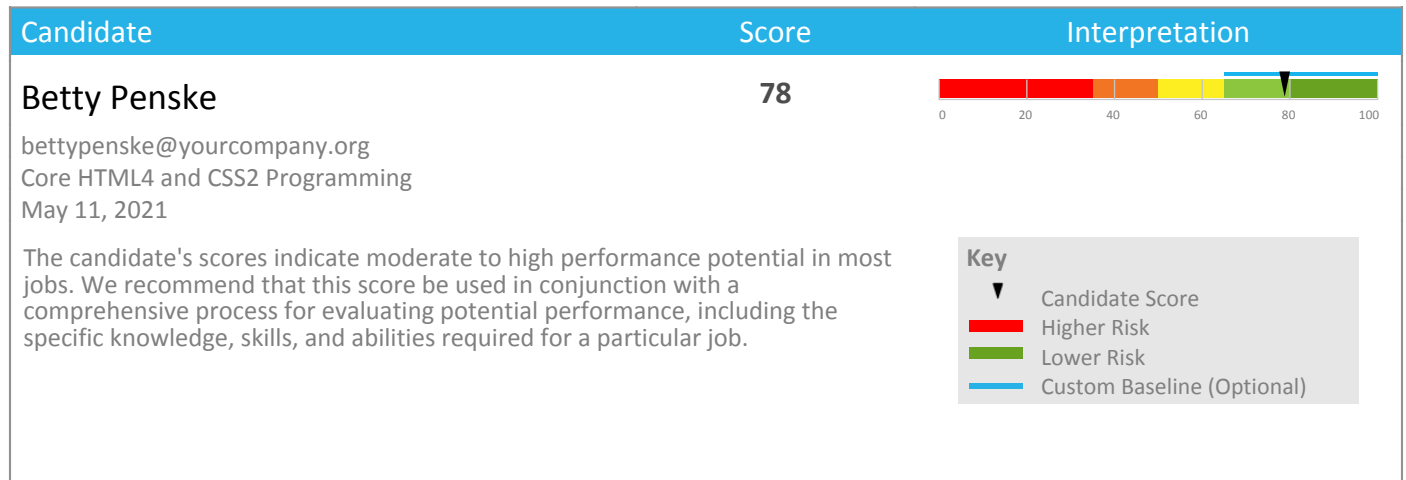 Candidate Score Interpretation
Betty Penske 78
0 20 40 60 80 100
bettypenske@yourcompany.org
Core HTML4 and CSS2 Programming
May 11, 2021
The candidate's scores indicate moderate to high performance potential in most
jobs. We recommend that this score be used in conjunction with a
comprehensive process for evaluating potential performance, including the
specific knowledge, skills, and abilities required for a particular job.
Key
Candidate Score
Higher Risk
Lower Risk
Custom Baseline (Optional)